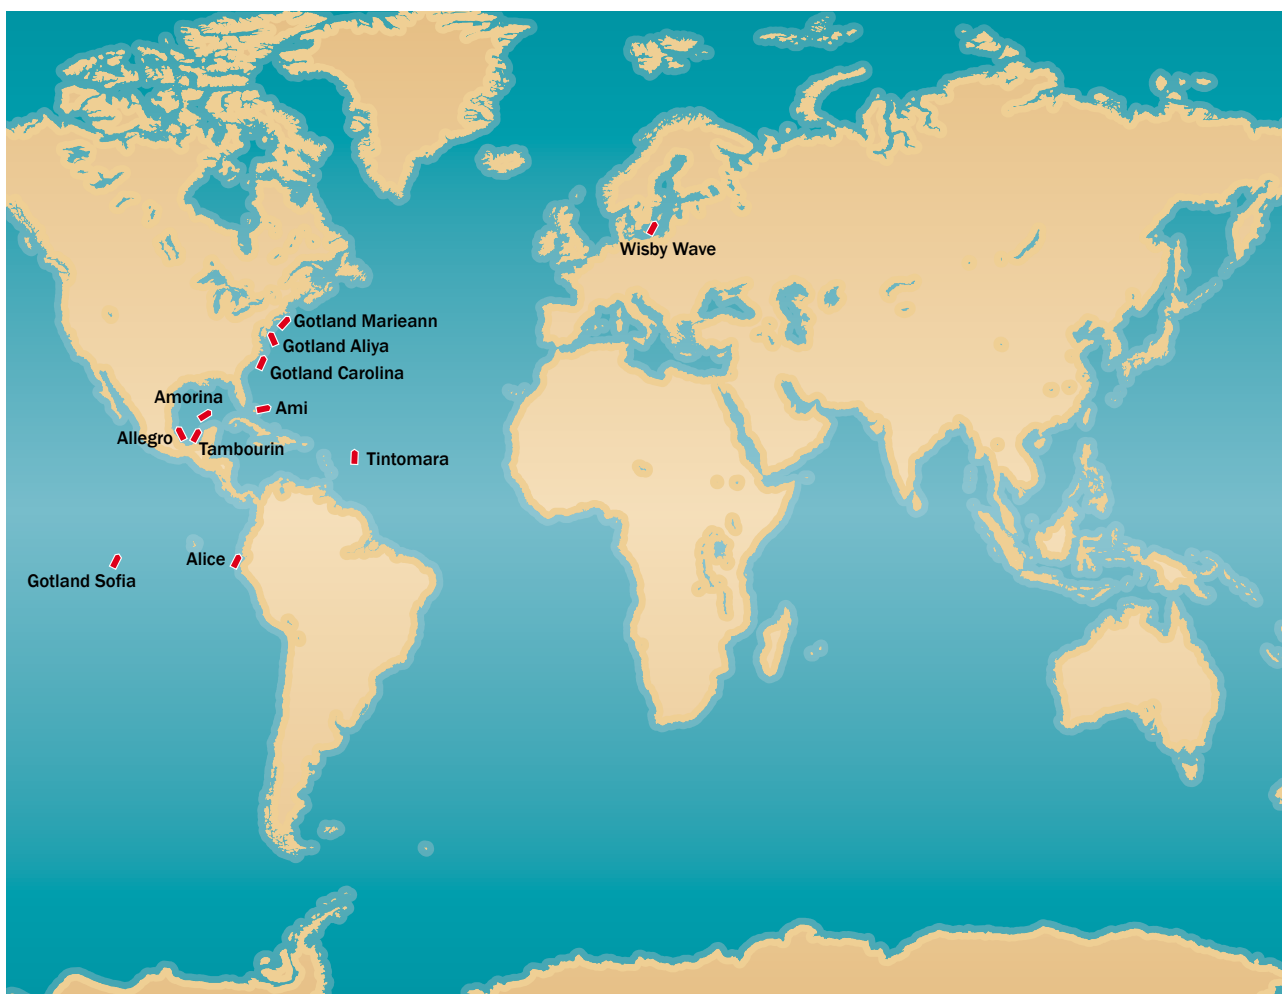 Wisby Wave
Gotland Marieann
Gotland Aliya
Gotland Carolina
Amorina
Ami
Allegro
Tambourin
Tintomara
Alice
Gotland Sofia